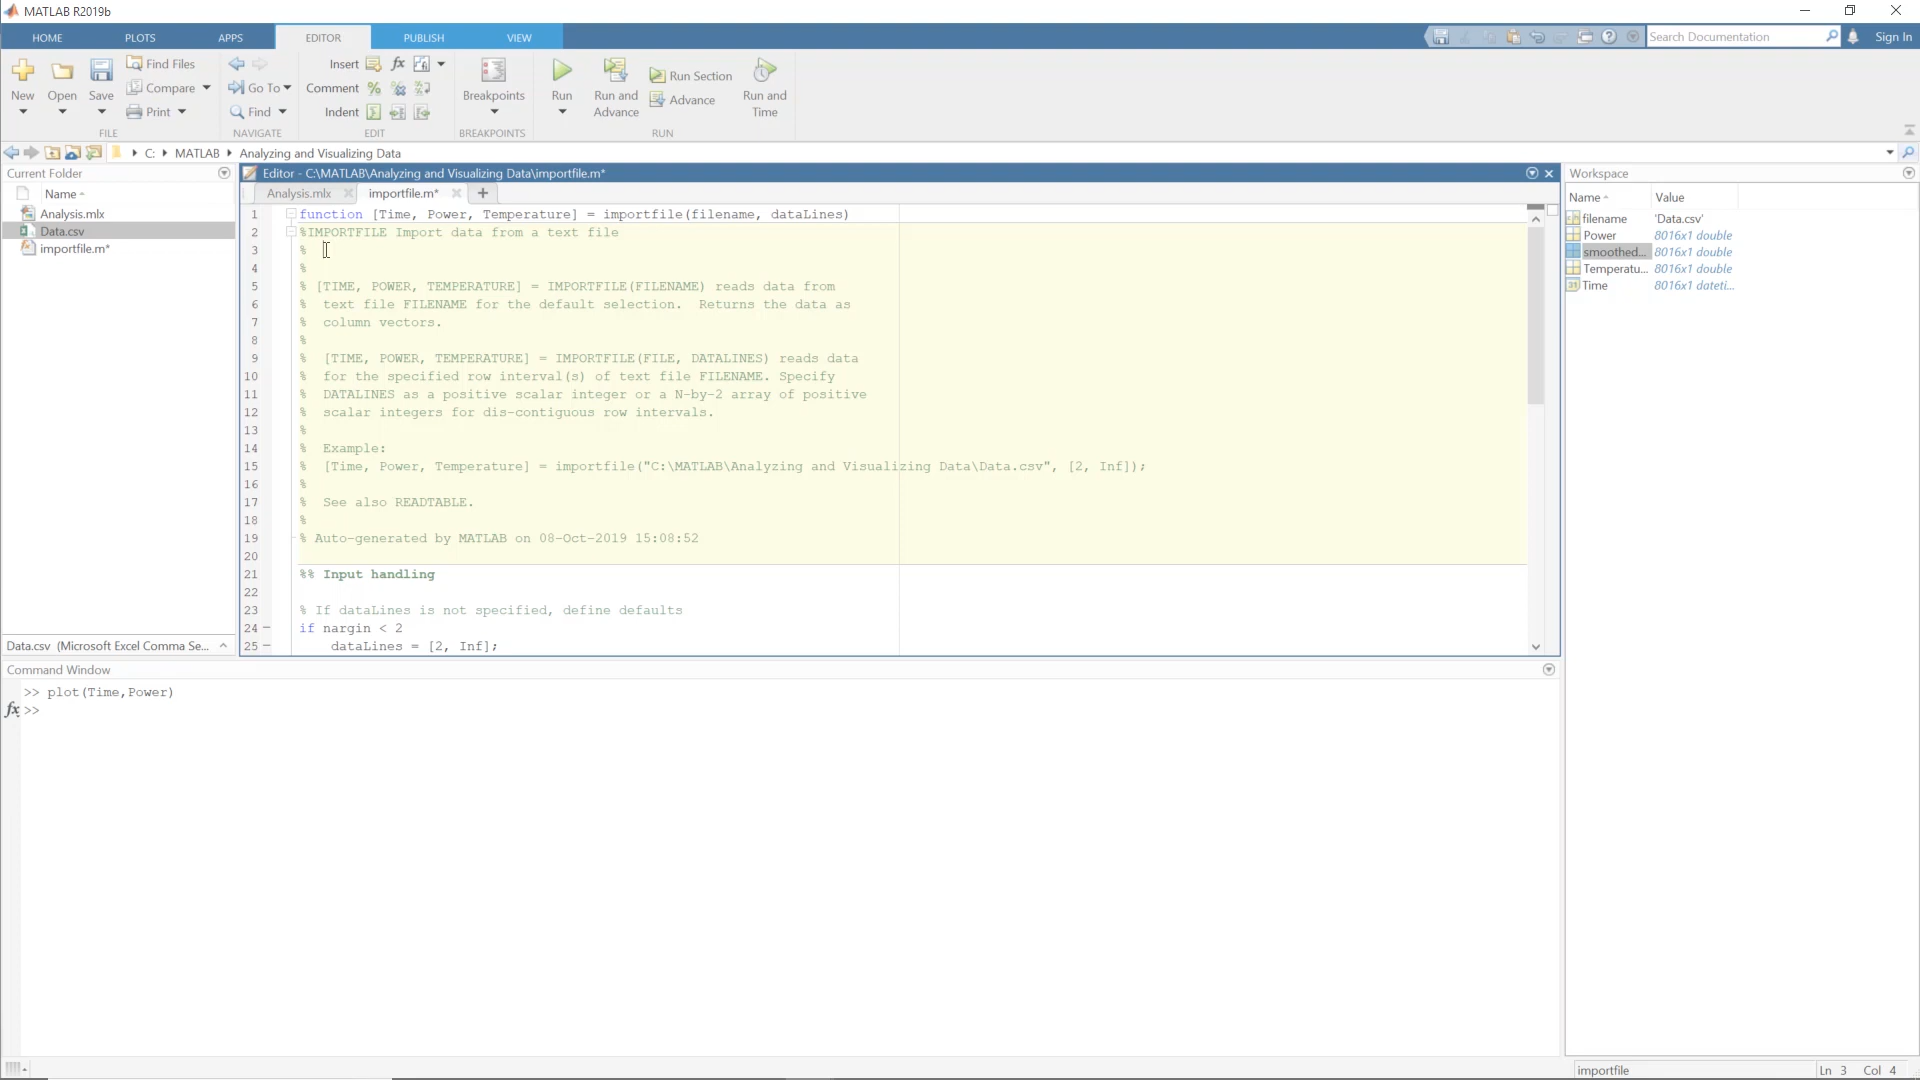 MATLAB R2019b
HOME PLOTS APPS EDITOR PUBLISH VIEW Search Documentation Sign In
New Open Save Find Files Compare Print
FILE
Go To Find
NAVIGATE
Insert fx
Comment
Indent
EDIT
Breakpoints
BREAKPOINTS
Run Run and Advance Run Section Advance Run and Time
RUN
C: MATLAB Analyzing and Visualizing Data
Current Folder
Name
Analysis.mlx
Data.csv
importfile.m*
Data.csv (Microsoft Excel Comma Se...
Editor - C:\MATLAB\Analyzing and Visualizing Data\importfile.m*
Analysis.mlx importfile.m* +
1 function [Time, Power, Temperature] = importfile(filename, dataLines)
2 %IMPORTFILE Import data from a text file
3 %
4 %
5 % [TIME, POWER, TEMPERATURE] = IMPORTFILE(FILENAME) reads data from
6 % text file FILENAME for the default selection. Returns the data as
7 % column vectors.
8 %
9 % [TIME, POWER, TEMPERATURE] = IMPORTFILE(FILE, DATALINES) reads data
10 % for the specified row interval(s) of text file FILENAME. Specify
11 % DATALINES as a positive scalar integer or a N-by-2 array of positive
12 % scalar integers for dis-contiguous row intervals.
13 %
14 % Example:
15 % [Time, Power, Temperature] = importfile("C:\MATLAB\Analyzing and Visualizing Data\Data.csv", [2, Inf]);
16 %
17 % See also READTABLE.
18 %
19 % Auto-generated by MATLAB on 08-Oct-2019 15:08:52
20
21 %% Input handling
22
23 % If dataLines is not specified, define defaults
24 – if nargin < 2
25 – dataLines = [2, Inf];
Workspace
Name Value
filename 'Data.csv'
Power 8016x1 double
smoothed... 8016x1 double
Temperatu... 8016x1 double
Time 8016x1 dateti...
Command Window
>> plot(Time,Power)
fx >>
importfile Ln 3 Col 4